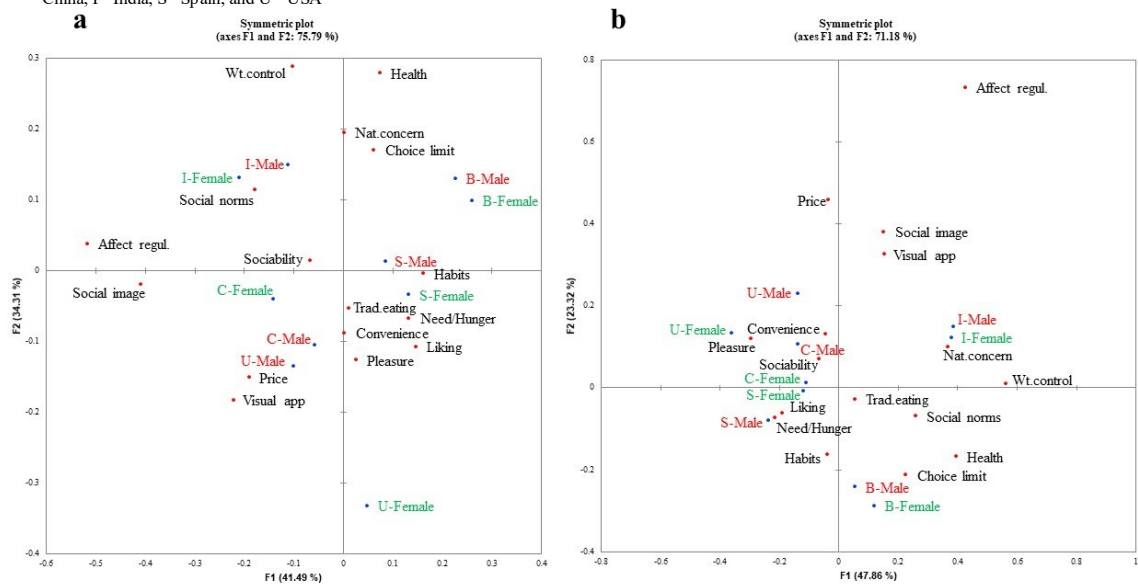 China, I= India, S= Spain, and U= USA
a
Symmetric plot
(axes F1 and F2: 75.79 %)
0.3
Wt.control
Health
0.2
Nat.concern
Choice limit
I-Male
I-Female
B-Male
Social norms
B-Female
0.1
Affect regul.
Sociability
S-Male
Habits
0
Social image
C-Female
S-Female
Trad.eating
Need/Hunger
Convenience
C-Male
Liking
-0.1
U-Male
Pleasure
Price
Visual app
-0.2
-0.3
U-Female
-0.4
-0.6
-0.5
-0.4
-0.3
-0.2
-0.1
0
0.1
0.2
0.3
0.4
F2 (34.31 %)
F1 (41.49 %)
b
Symmetric plot
(axes F1 and F2: 71.18 %)
0.8
Affect regul.
0.6
Price
0.4
Social image
Visual app
U-Male
0.2
I-Male
U-Female
Convenience
I-Female
Pleasure
C-Male
Nat.concern
Sociability
C-Female
Wt.control
0
S-Female
Trad.eating
Liking
Social norms
S-Male
Need/Hunger
Habits
Health
Choice limit
-0.2
B-Male
B-Female
-0.4
-0.8
-0.6
-0.4
-0.2
0
0.2
0.4
0.6
0.8
1
F2 (23.32 %)
F1 (47.86 %)